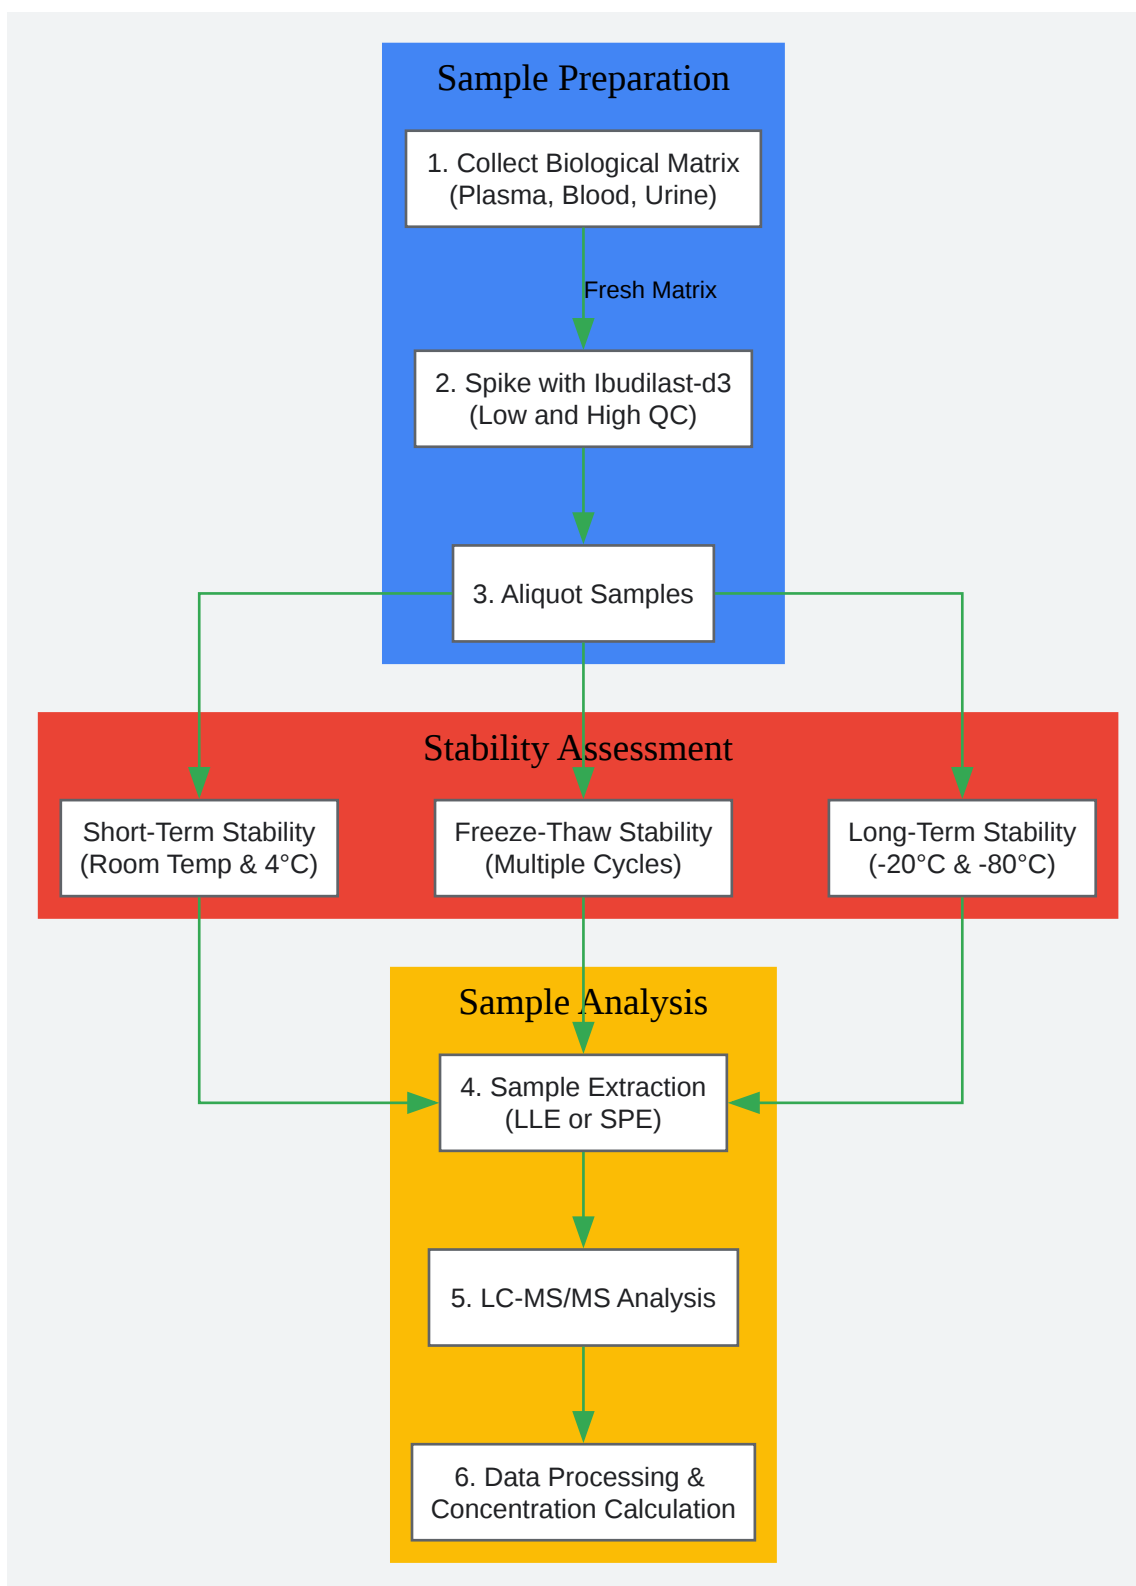 Sample Preparation
1. Collect Biological Matrix
(Plasma, Blood, Urine)
Fresh Matrix
2. Spike with Ibudilast-d3
(Low and High QC)
3. Aliquot Samples
Stability Assessment
Short-Term Stability
(Room Temp & 4°C)
Freeze-Thaw Stability
(Multiple Cycles)
Long-Term Stability
(-20°C & -80°C)
Sample Analysis
4. Sample Extraction
(LLE or SPE)
5. LC-MS/MS Analysis
6. Data Processing &
Concentration Calculation